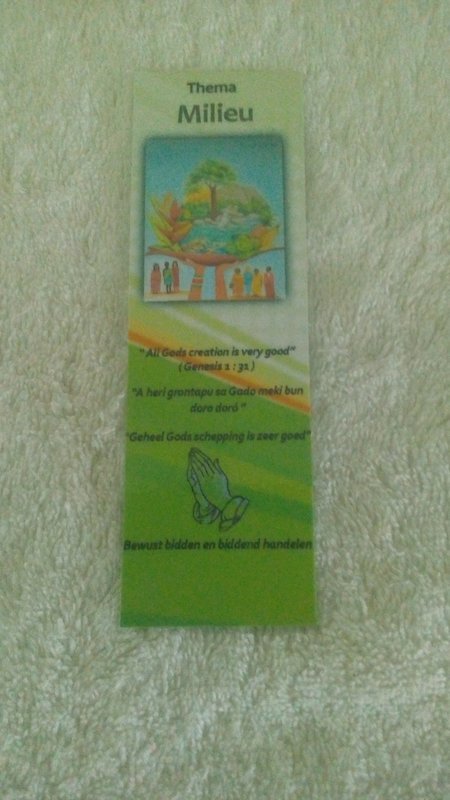 Thema
Milieu
"All Gods creation is very good"
(Genesis 1 : 31)
"A heri grontapu sa Gado meki bun
doro doro"
"Geheel Gods schepping is zeer goed"
Bewust bidden en biddend handelen